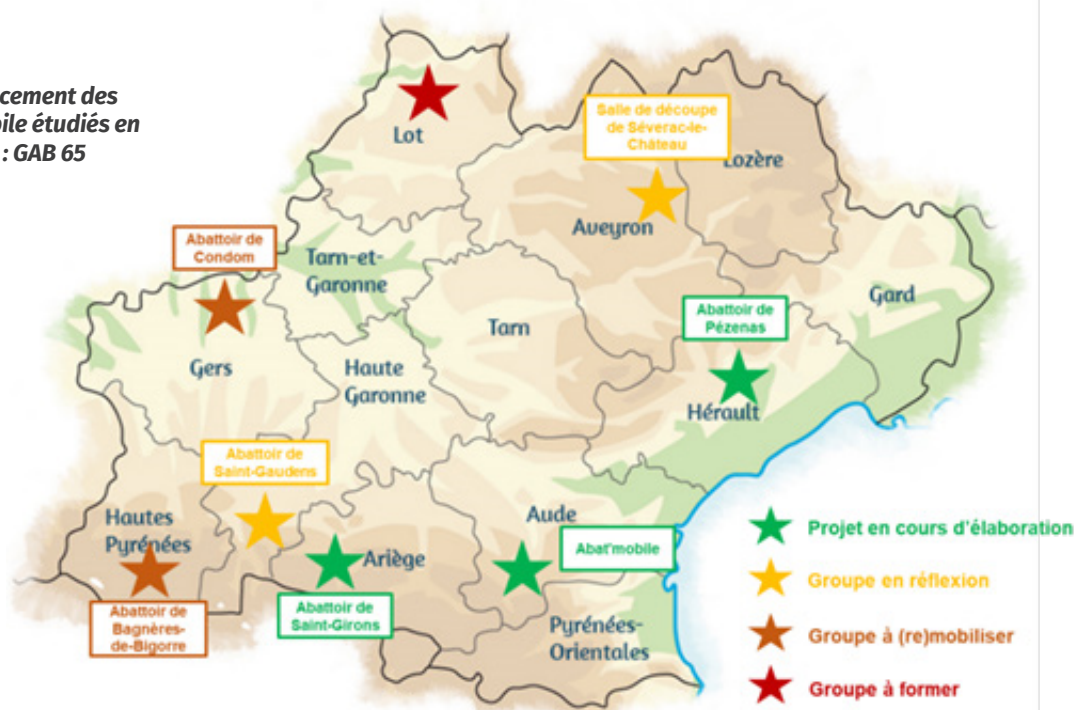 cement des
bile étudiés en
: GAB 65
Lot
Salle de découpe
de Séverac-le-
Château
Lozère
Aveyron
Abattoir de
Condom
Tarn-et-
Garonne
Gard
Abattoir de
Pézenas
Tarn
Gers
Haute
Garonne
Hérault
Abattoir de
Saint-Gaudens
Hautes
Pyrénées
Aude
Abat'mobile
Ariège
Abattoir de
Bagnères-
de-Bigorre
Abattoir de
Saint-Girons
Pyrénées-
Orientales
Projet en cours d'élaboration
Groupe en réflexion
Groupe à (re)mobiliser
Groupe à former